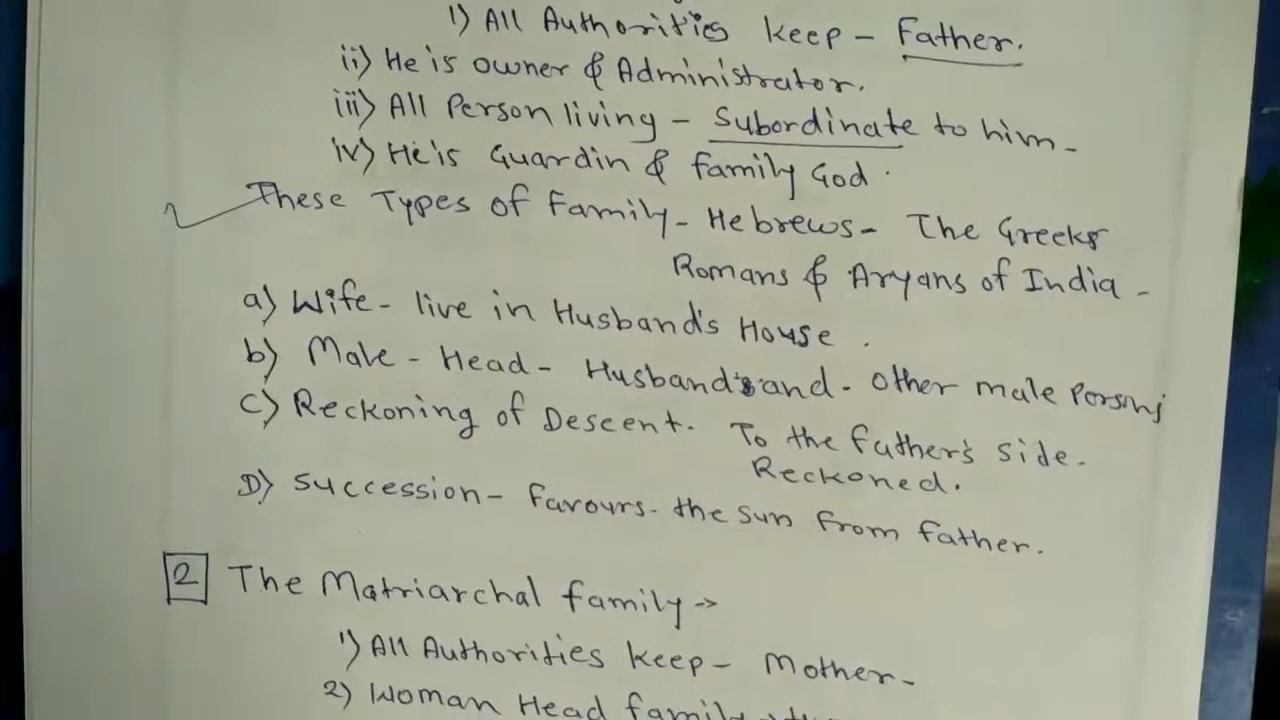 1) All Authorities keep - Father.
ii) He is owner & Administrator.
iii) All Person living - Subordinate to him -
iv) He is Guardin & family God.
These Types of Family - Hebrews - The Greeks
Romans & Aryans of India -
a) Wife - live in Husband's House.
b) Male - Head - Husband's and - other male Persons
c) Reckoning of Descent. To the father's side.
Reckoned.
D) Succession - favours. the sun from father.
2 The Matriarchal family ->
1) All Authorities keep - Mother -
2) Woman Head family